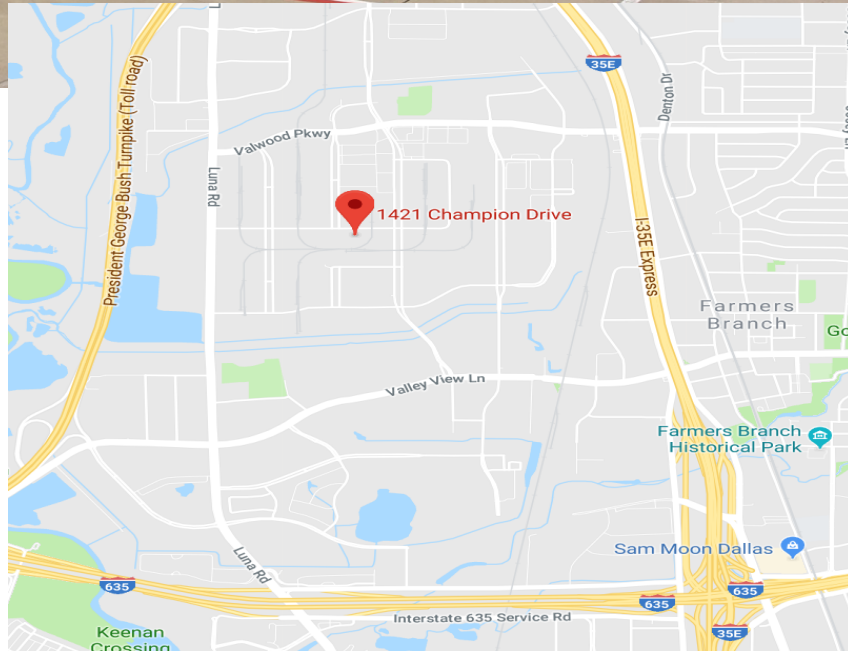 35E
Denton Dr
President George Bush Turnpike (Toll road)
Valwood Pkwy
Luna Rd
1421 Champion Drive
I-35E Express
Farmers
Branch
Valley View Ln
Farmers Branch
Historical Park
Sam Moon Dallas
Luna Rd
635
635
635
Interstate 635 Service Rd
35E
Keenan
Crossing